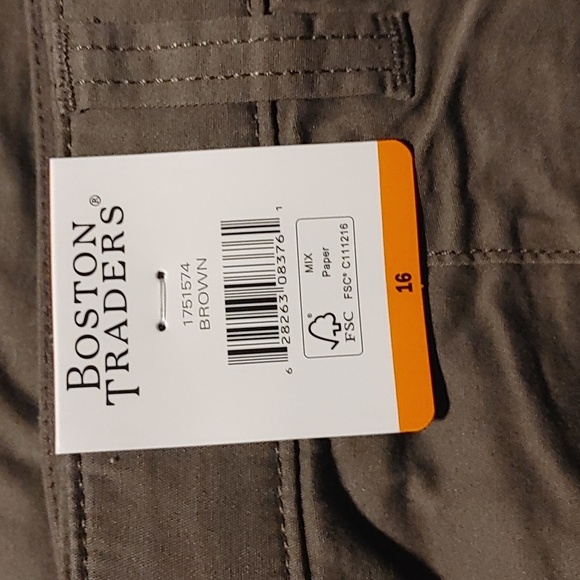 BOSTON
TRADERS®
1751574
BROWN
6 28263 08376 1
MIX
Paper
FSC® C111216
®
FSC
16